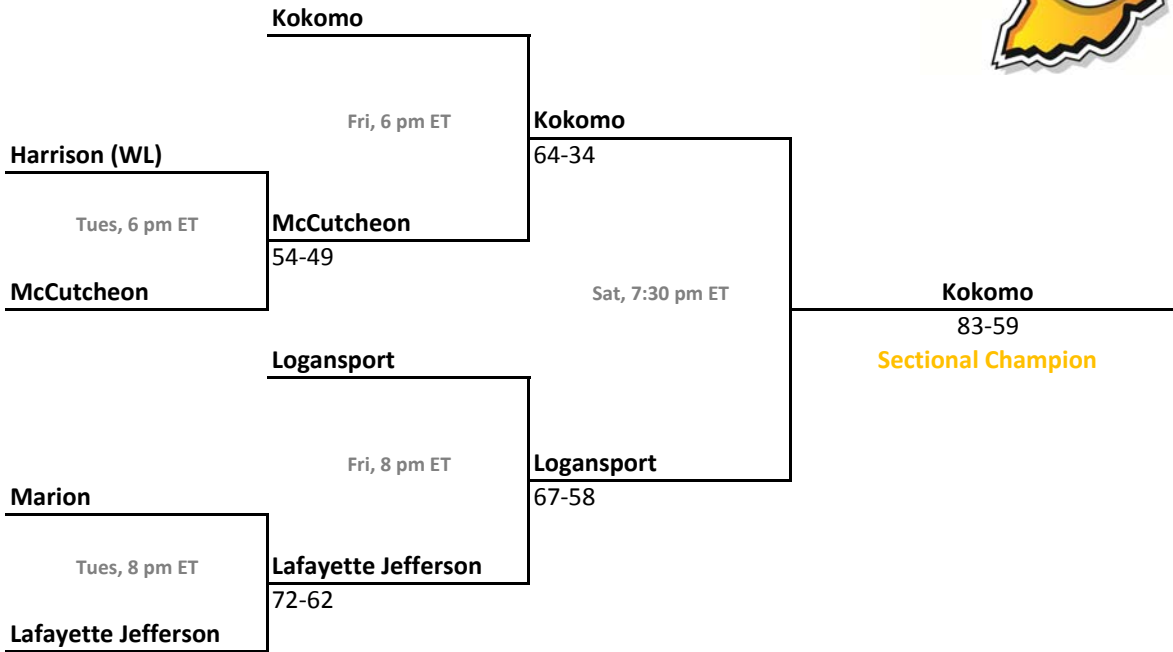 Kokomo
Fri, 6 pm ET
Kokomo
64-34
Harrison (WL)
Tues, 6 pm ET
McCutcheon
54-49
McCutcheon
Sat, 7:30 pm ET
Kokomo
83-59
Sectional Champion
Logansport
Fri, 8 pm ET
Logansport
67-58
Marion
Tues, 8 pm ET
Lafayette Jefferson
72-62
Lafayette Jefferson